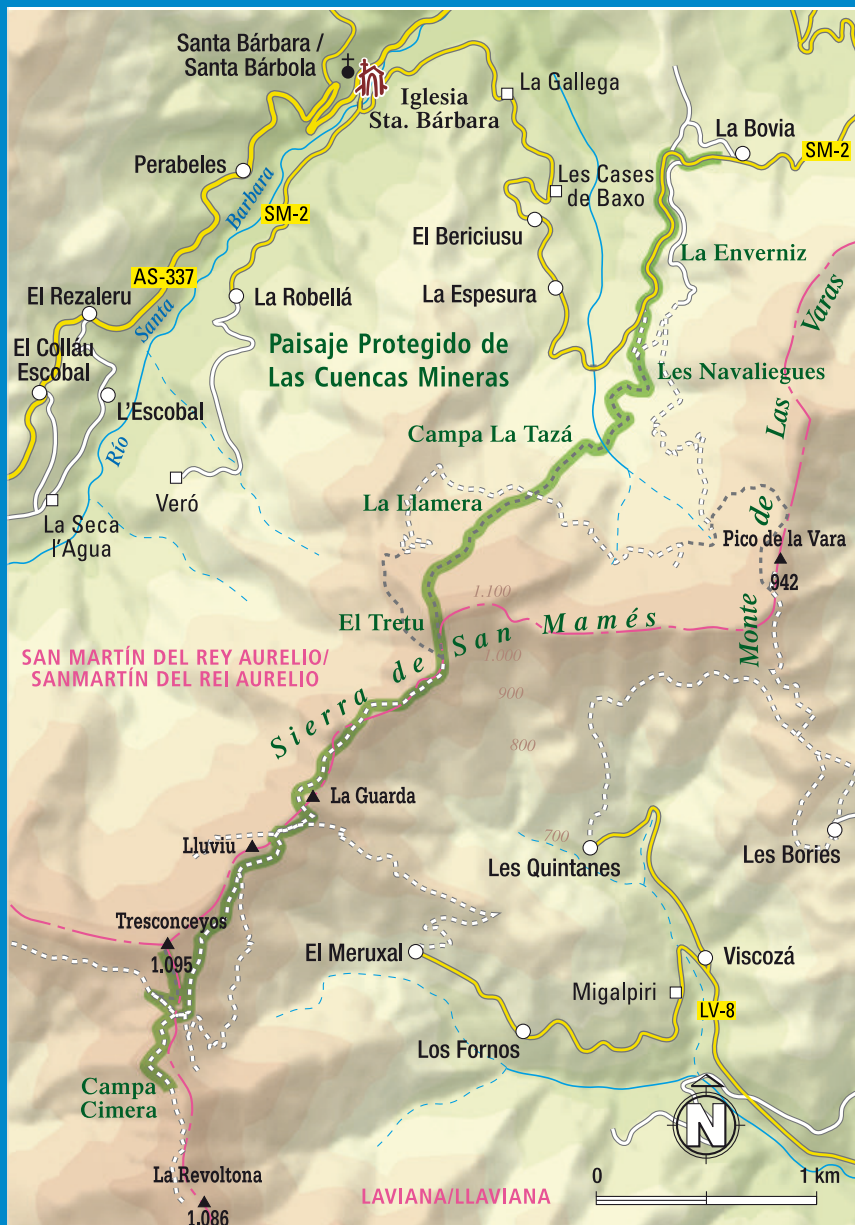 Santa Bárbara /
Santa Bárbola
Iglesia
Sta. Bárbara
La Gallega
La Bovia
SM-2
Perabeles
Les Cases
de Baxo
Barbara
SM-2
El Bericiusu
La Enverniz
AS-337
El Rezaleru
Santa
La Robellá
La Espesura
Varas
El Colláu
Escobal
Paisaje Protegido de
Las Cuencas Mineras
Les Navaliegues
L'Escobal
Las
Río
Campa La Tazá
Veró
La Llamera
La Seca
l'Agua
de
Pico de la Vara
942
1.100
El Tretu
Sierra de San Mamés
Monte
1.000
SAN MARTÍN DEL REY AURELIO/
SANMARTÍN DEL REI AURELIO
900
800
La Guarda
700
Lluviu
Les Quintanes
Les Bories
Tresconceyos
1.095
El Meruxal
Viscozá
Migalpiri
LV-8
Los Fornos
Campa
Cimera
N
La Revoltona
1.086
LAVIANA/LLAVIANA
0
1 km